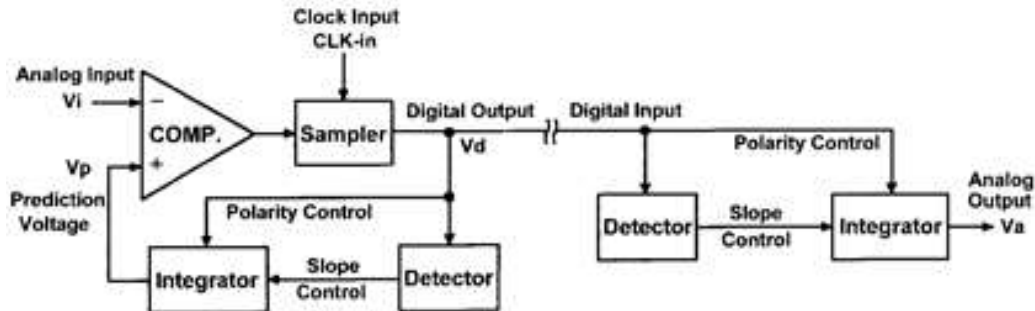 Clock Input
CLK-in
Analog Input
Vi
−
COMP.
+
Vp
Prediction
Voltage
Sampler
Digital Output
Vd
Digital Input
Polarity Control
Polarity Control
Integrator
Slope
Control
Detector
Detector
Slope
Control
Integrator
Analog
Output
Va